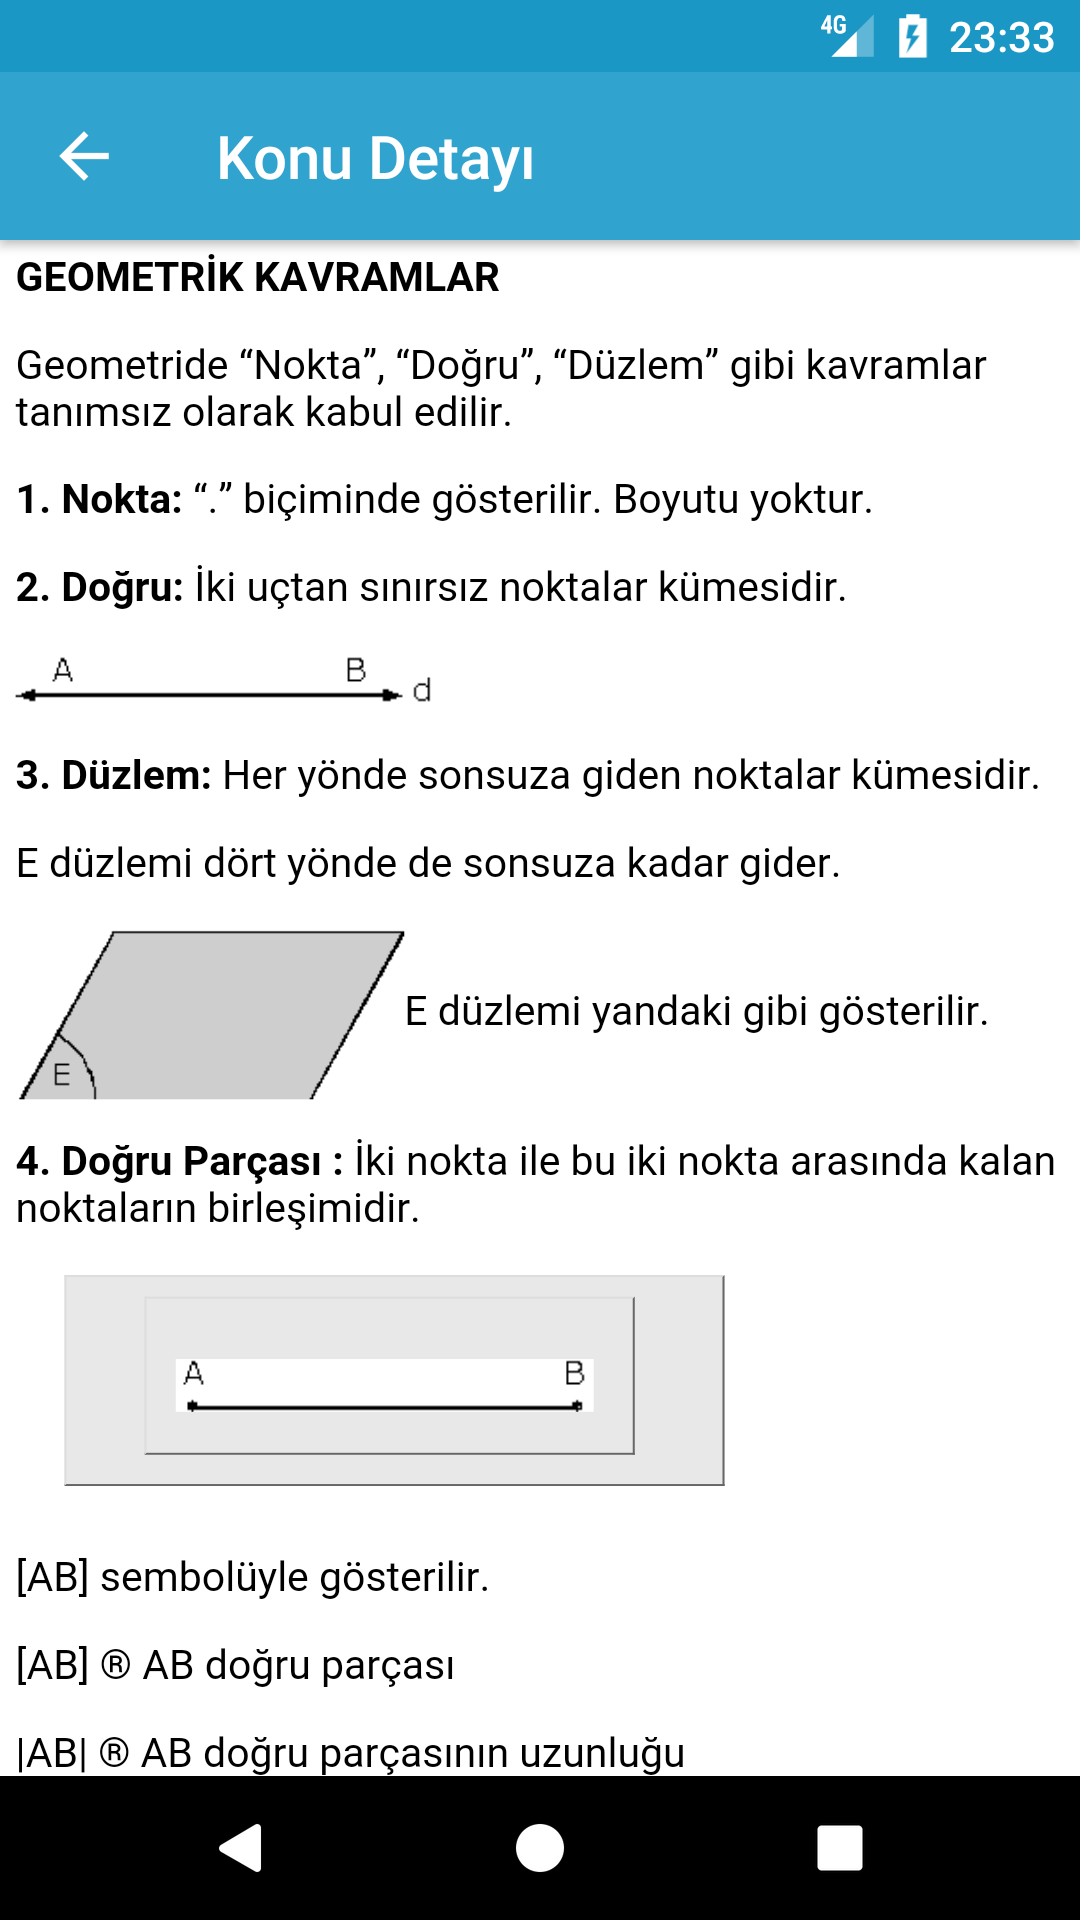 4G 23:33
Konu Detayı
GEOMETRİK KAVRAMLAR
Geometride “Nokta”, “Doğru”, “Düzlem” gibi kavramlar
tanımsız olarak kabul edilir.
1. Nokta: “.” biçiminde gösterilir. Boyutu yoktur.
2. Doğru: İki uçtan sınırsız noktalar kümesidir.
A B d
3. Düzlem: Her yönde sonsuza giden noktalar kümesidir.
E düzlemi dört yönde de sonsuza kadar gider.
E düzlemi yandaki gibi gösterilir.
E
4. Doğru Parçası : İki nokta ile bu iki nokta arasında kalan
noktaların birleşimidir.
A B
[AB] sembolüyle gösterilir.
[AB] ® AB doğru parçası
|AB| ® AB doğru parçasının uzunluğu